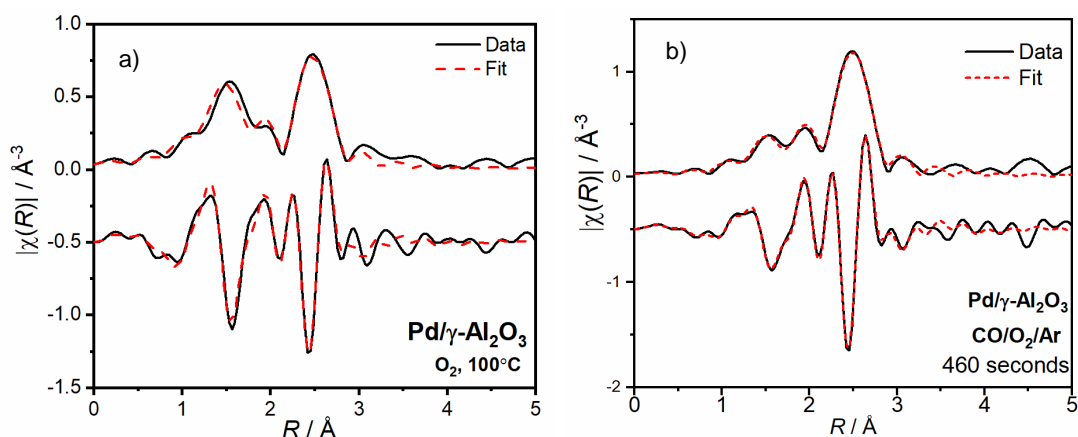 a)
Data
Fit
1.0
0.5
0.0
-0.5
-1.0
-1.5
|χ(R)| / Å⁻³
Pd/γ-Al₂O₃
O₂, 100°C
0 1 2 3 4 5
R / Å
b)
Data
Fit
1
0
-1
-2
|χ(R)| / Å⁻³
Pd/γ-Al₂O₃
CO/O₂/Ar
460 seconds
0 1 2 3 4 5
R / Å